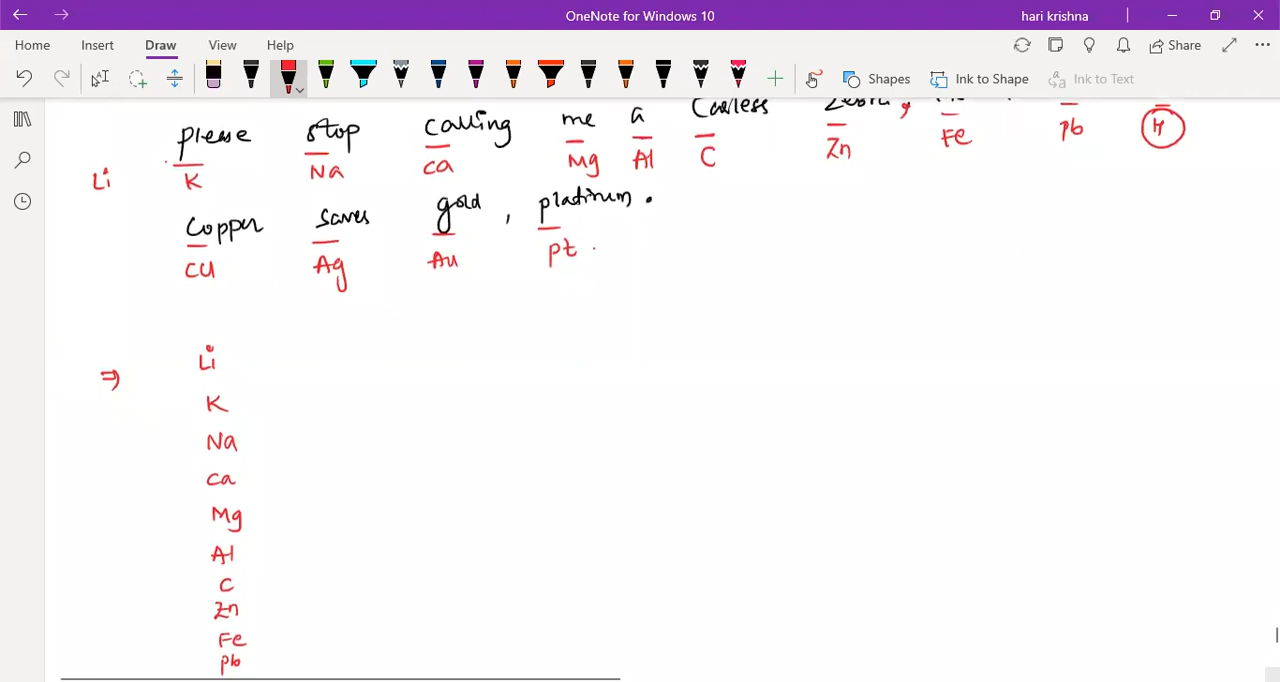 OneNote for Windows 10
hari krishna
Home Insert Draw View Help
Share
Shapes Ink to Shape Ink to Text
please stop calling me a Careless Zebra,
Li K Na Ca Mg Al C Zn Fe Pb H
Copper saves gold, platinum.
Cu Ag Au pt
⇒ Li
K
Na
Ca
Mg
Al
C
Zn
Fe
Pb